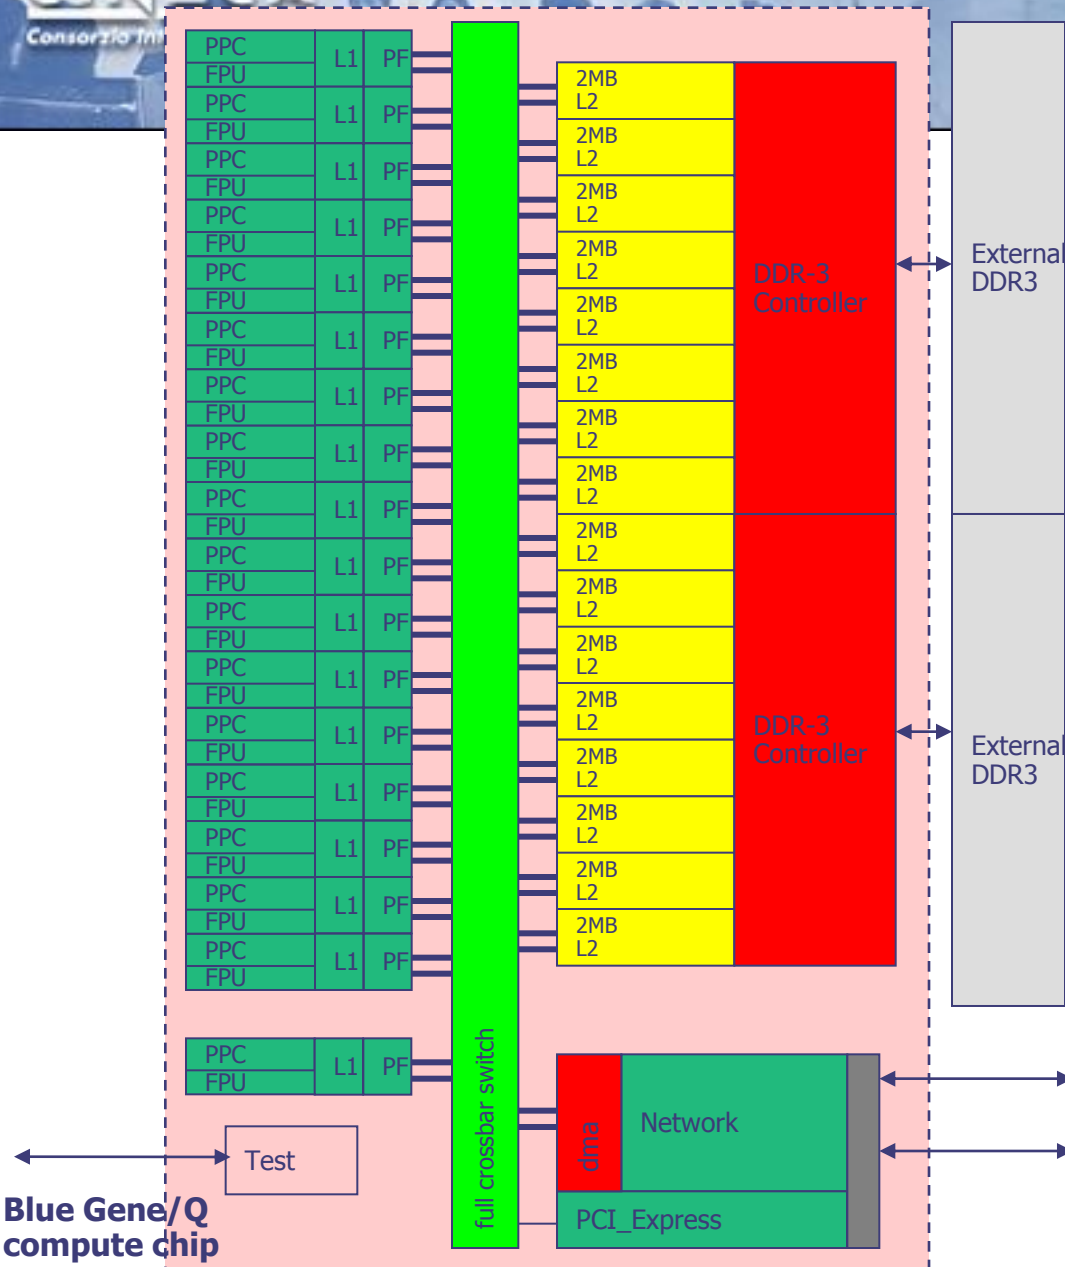 Consorzio Int
PPC
FPU
L1
PF
PPC
FPU
L1
PF
PPC
FPU
L1
PF
PPC
FPU
L1
PF
PPC
FPU
L1
PF
PPC
FPU
L1
PF
PPC
FPU
L1
PF
PPC
FPU
L1
PF
PPC
FPU
L1
PF
PPC
FPU
L1
PF
PPC
FPU
L1
PF
PPC
FPU
L1
PF
PPC
FPU
L1
PF
PPC
FPU
L1
PF
PPC
FPU
L1
PF
PPC
FPU
L1
PF
PPC
FPU
L1
PF
PPC
FPU
L1
PF
Test
Blue Gene/Q
compute chip
full crossbar switch
2MB
L2
2MB
L2
2MB
L2
2MB
L2
2MB
L2
2MB
L2
2MB
L2
2MB
L2
2MB
L2
2MB
L2
2MB
L2
2MB
L2
2MB
L2
2MB
L2
2MB
L2
2MB
L2
DDR-3
Controller
DDR-3
Controller
External
DDR3
External
DDR3
dma
Network
PCI_Express